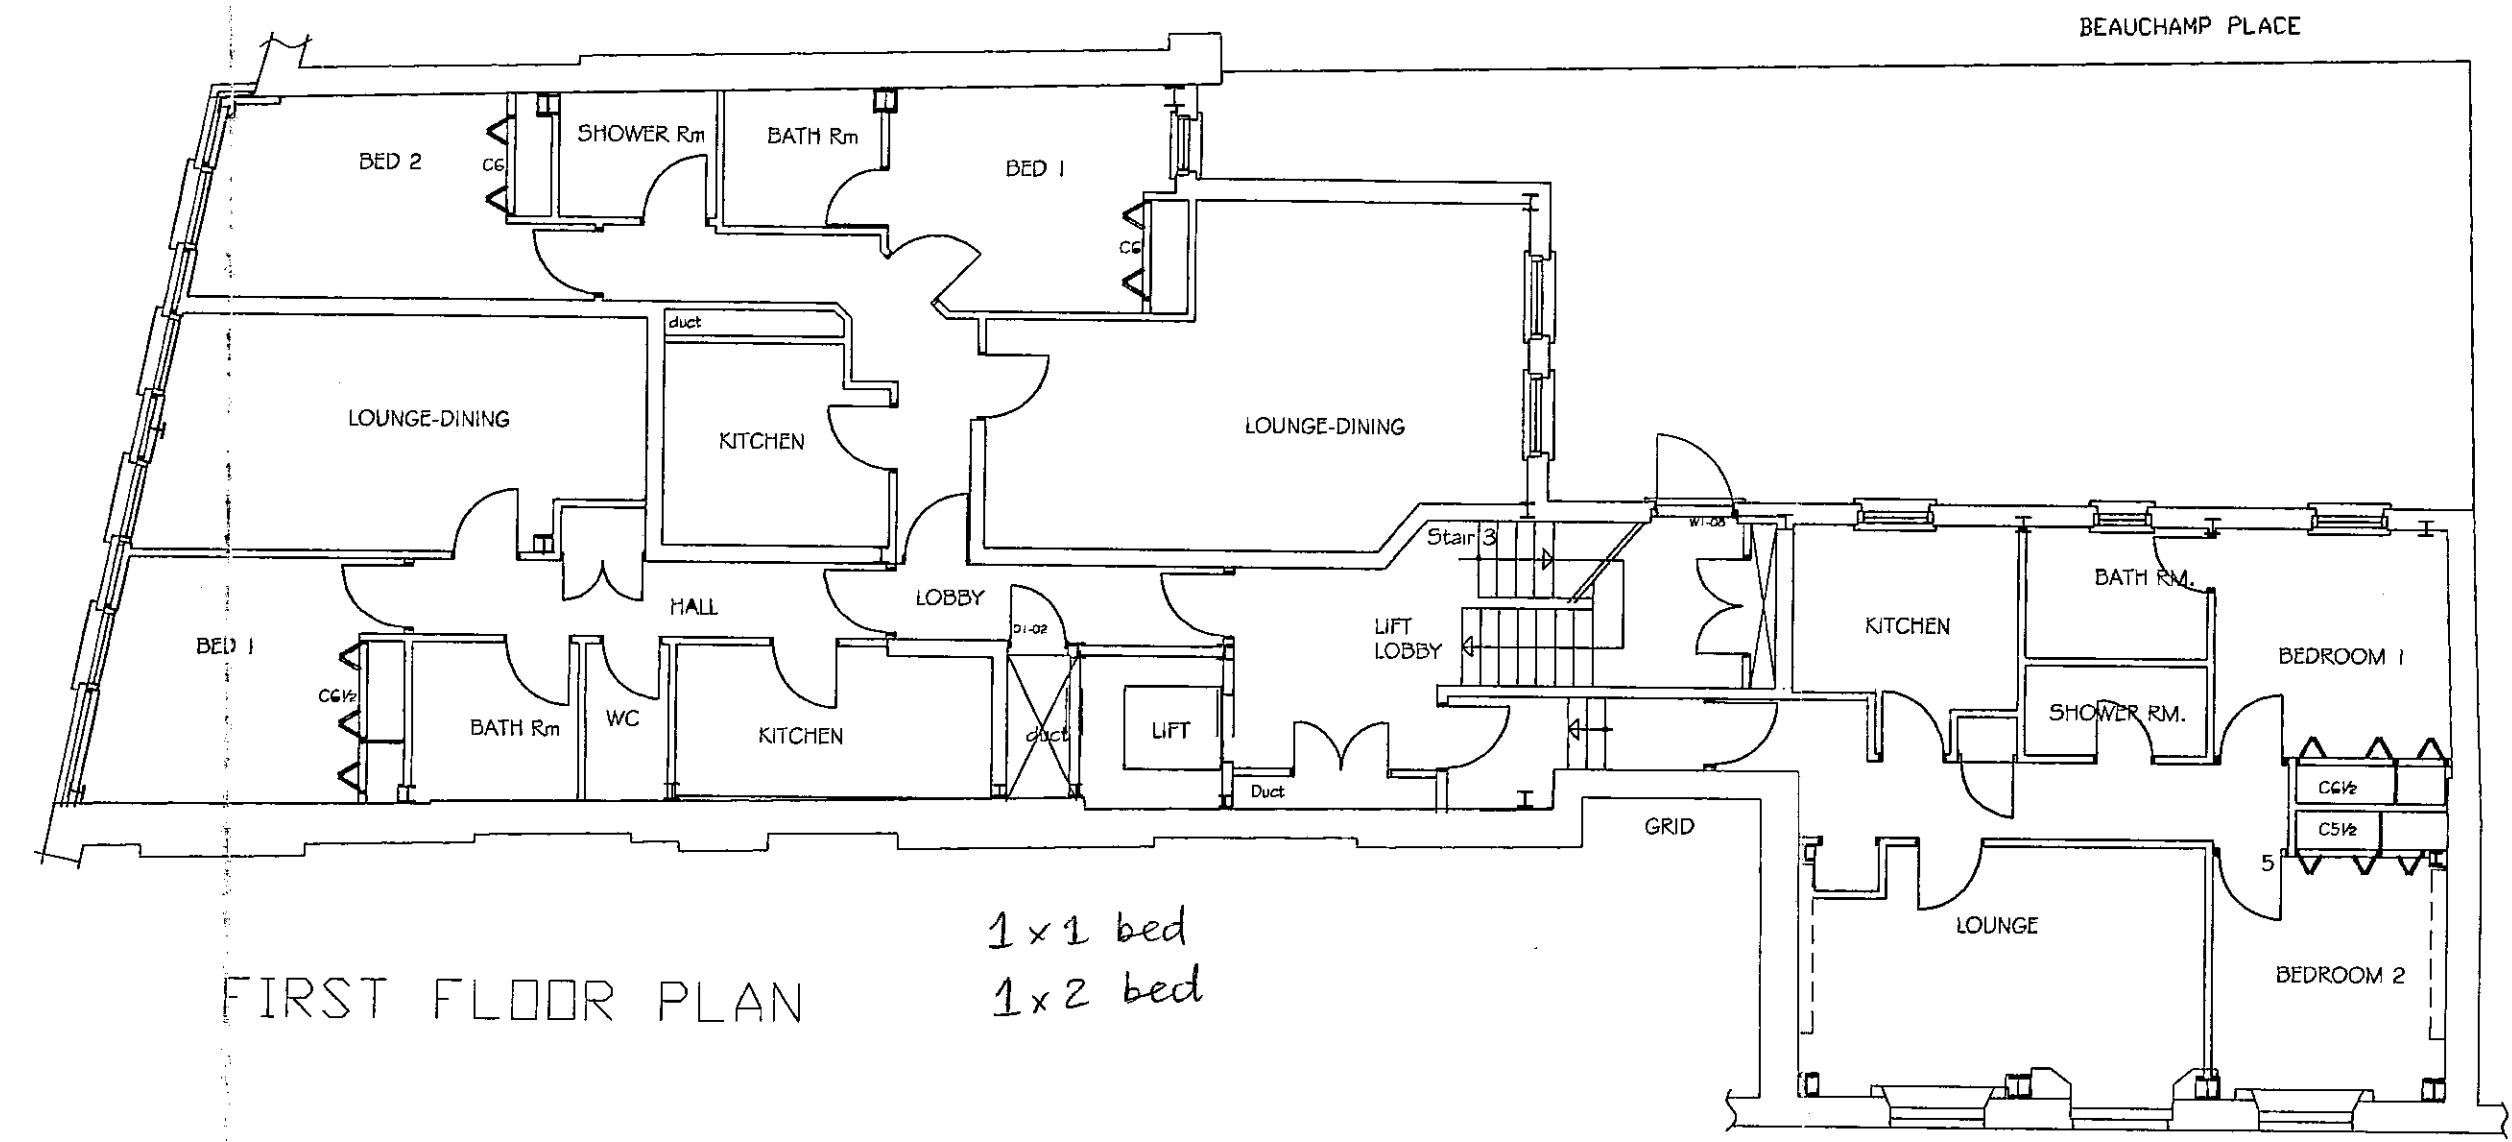 BEAUCHAMP PLACE
BED 2
C6
SHOWER Rm
BATH Rm
BED 1
C6
duct
LOUNGE-DINING
KITCHEN
LOUNGE-DINING
Stair 3
W1-08
HALL
LOBBY
D1-02
LIFT
LOBBY
KITCHEN
BATH RM.
BEDROOM 1
BED 1
C6½
BATH Rm
WC
KITCHEN
duct
LIFT
Duct
SHOWER RM.
C6½
C5½
5
GRID
LOUNGE
BEDROOM 2
1 x 1 bed
1 x 2 bed
FIRST FLOOR PLAN